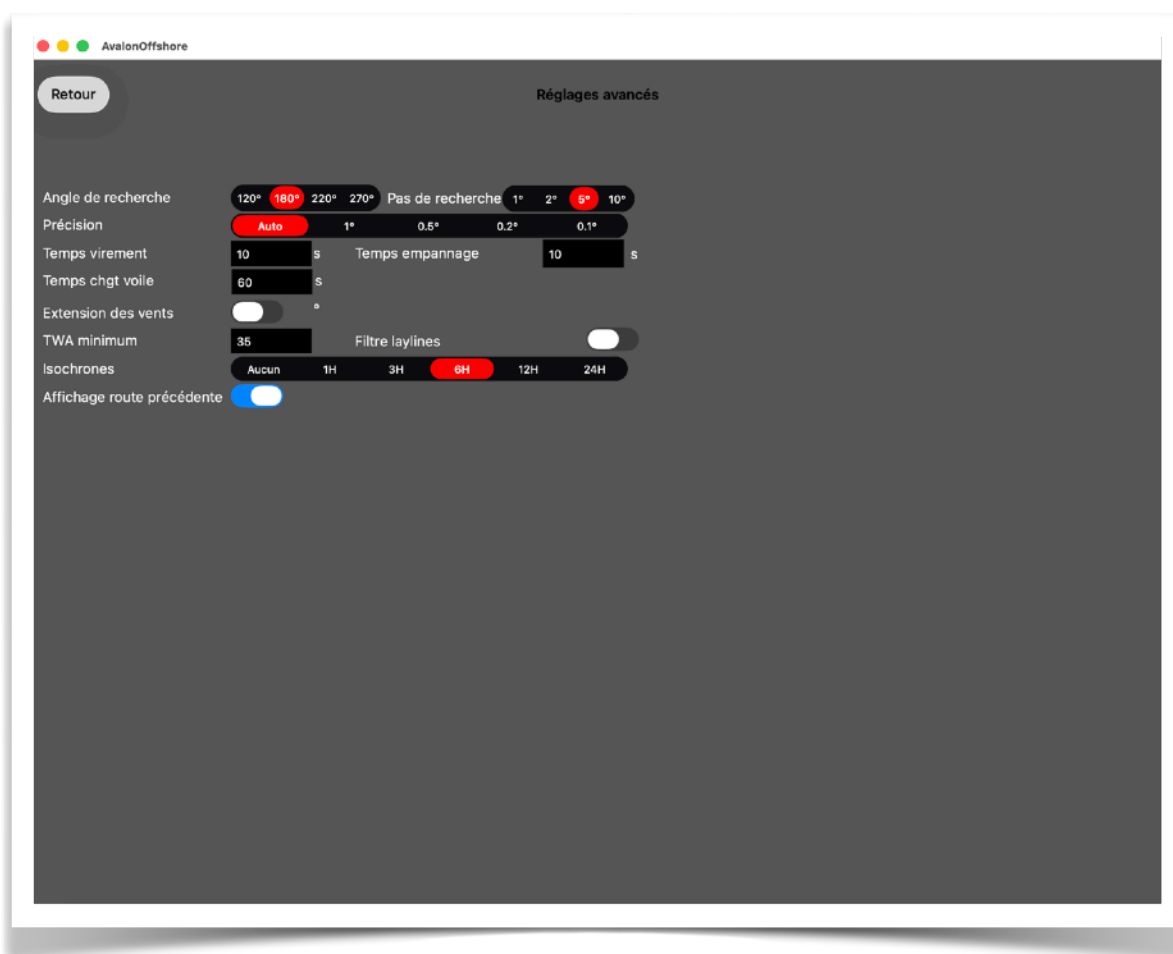 AvalonOffshore
Retour
Réglages avancés
Angle de recherche 120° 180° 220° 270° Pas de recherche 1° 2° 5° 10°
Précision Auto 1° 0.5° 0.2° 0.1°
Temps virement 10 s Temps empannage 10 s
Temps chgt voile 60 s
Extension des vents °
TWA minimum 35 Filtre laylines
Isochrones Aucun 1H 3H 6H 12H 24H
Affichage route précédente